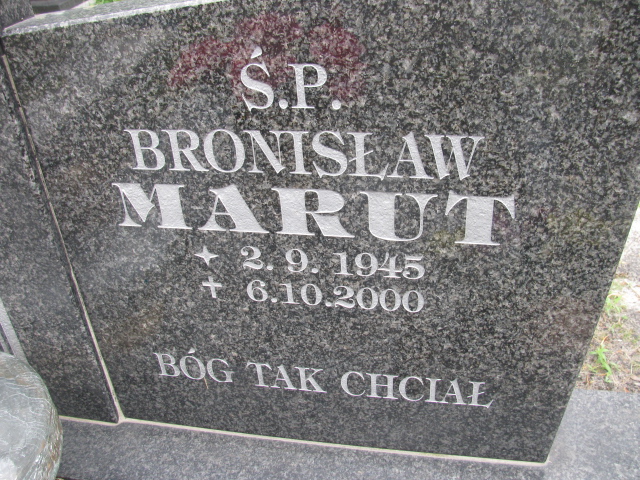 Ś.P.
BRONISŁAW
MARUT
✦ 2.9.1945
✝ 6.10.2000
BÓG TAK CHCIAŁ